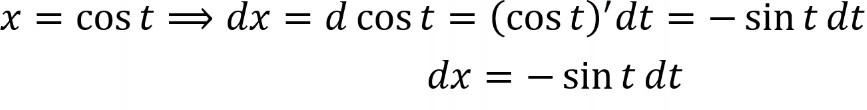 x = cos t ⟹ dx = d cos t = (cos t)′dt = − sin t dt
dx = − sin t dt